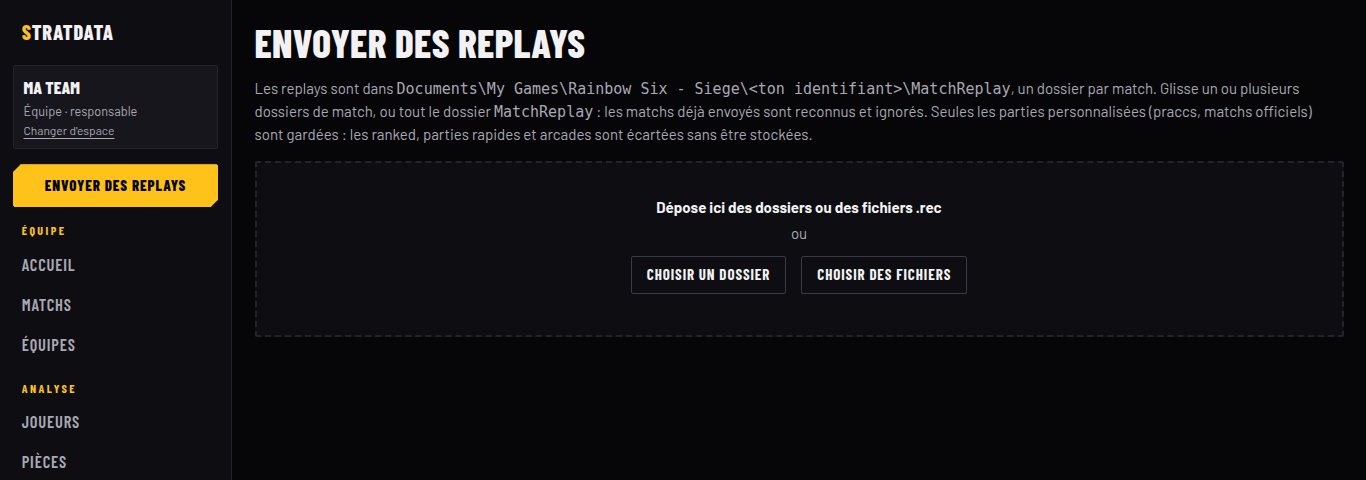 STRATDATA
MA TEAM
Équipe · responsable
Changer d'espace
ENVOYER DES REPLAYS
ÉQUIPE
ACCUEIL
MATCHS
ÉQUIPES
ANALYSE
JOUEURS
PIÈCES
ENVOYER DES REPLAYS
Les replays sont dans Documents\My Games\Rainbow Six - Siege\<ton identifiant>\MatchReplay, un dossier par match. Glisse un ou plusieurs
dossiers de match, ou tout le dossier MatchReplay : les matchs déjà envoyés sont reconnus et ignorés. Seules les parties personnalisées (praccs, matchs officiels)
sont gardées : les ranked, parties rapides et arcades sont écartées sans être stockées.
Dépose ici des dossiers ou des fichiers .rec
ou
CHOISIR UN DOSSIER
CHOISIR DES FICHIERS